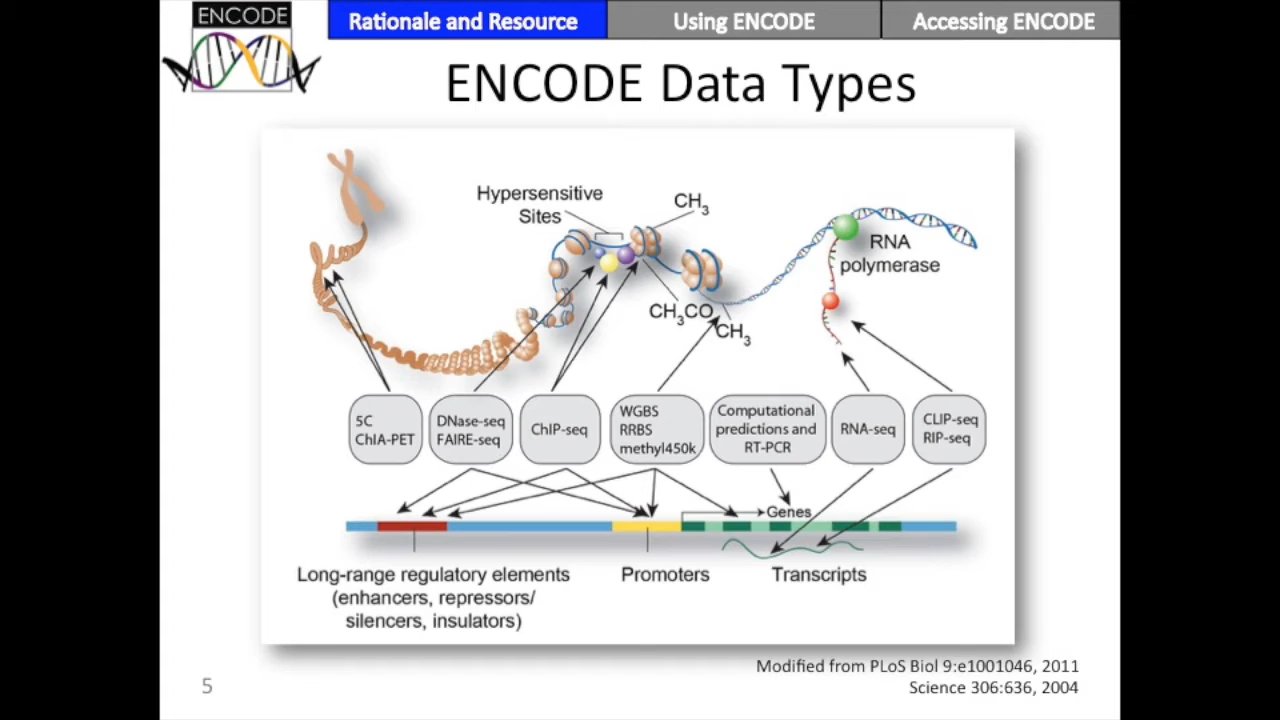 ENCODE
Rationale and Resource
Using ENCODE
Accessing ENCODE
ENCODE Data Types
Hypersensitive
Sites
CH3
RNA
polymerase
CH3CO
CH3
5C
ChIA-PET
DNase-seq
FAIRE-seq
ChIP-seq
WGBS
RRBS
methyl450k
Computational
predictions and
RT-PCR
RNA-seq
CLIP-seq
RIP-seq
Genes
Long-range regulatory elements
(enhancers, repressors/
silencers, insulators)
Promoters
Transcripts
Modified from PLoS Biol 9:e1001046, 2011
Science 306:636, 2004
5